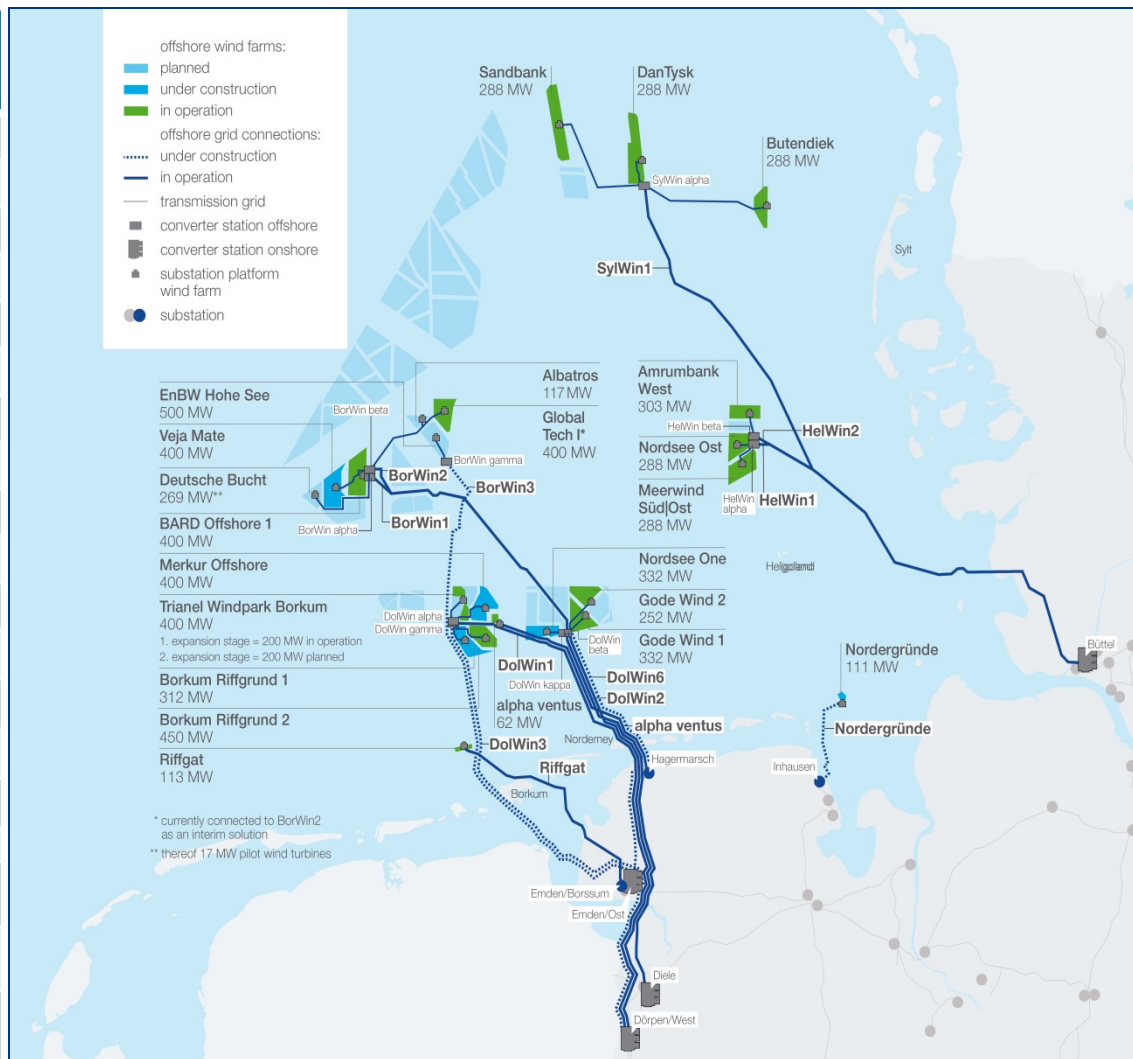 offshore wind farms:
planned
under construction
in operation
offshore grid connections:
under construction
in operation
transmission grid
converter station offshore
converter station onshore
substation platform
wind farm
substation
Sandbank
288 MW
DanTysk
288 MW
Butendiek
288 MW
SylWin alpha
Sylt
SylWin1
EnBW Hohe See
500 MW
Veja Mate
400 MW
Deutsche Bucht
269 MW**
BARD Offshore 1
400 MW
Merkur Offshore
400 MW
Trianel Windpark Borkum
400 MW
1. expansion stage = 200 MW in operation
2. expansion stage = 200 MW planned
Borkum Riffgrund 1
312 MW
Borkum Riffgrund 2
450 MW
Riffgat
113 MW
* currently connected to BorWin2
as an interim solution
** thereof 17 MW pilot wind turbines
BorWin beta
Albatros
117 MW
Global
Tech I*
400 MW
BorWin gamma
BorWin2
BorWin3
BorWin alpha
BorWin1
Amrumbank
West
303 MW
HelWin beta
HelWin2
Nordsee Ost
288 MW
Meerwind
Süd|Ost
288 MW
HelWin
alpha
HelWin1
Nordsee One
332 MW
Gode Wind 2
252 MW
Gode Wind 1
332 MW
DolWin alpha
DolWin gamma
DolWin
beta
DolWin1
DolWin kappa
DolWin6
DolWin2
alpha ventus
62 MW
alpha ventus
Norderney
Hagermarsch
DolWin3
Riffgat
Borkum
Nordergründe
111 MW
Nordergründe
Inhausen
Büttel
Emden/Borssum
Emden/Ost
Diele
Dörpen/West